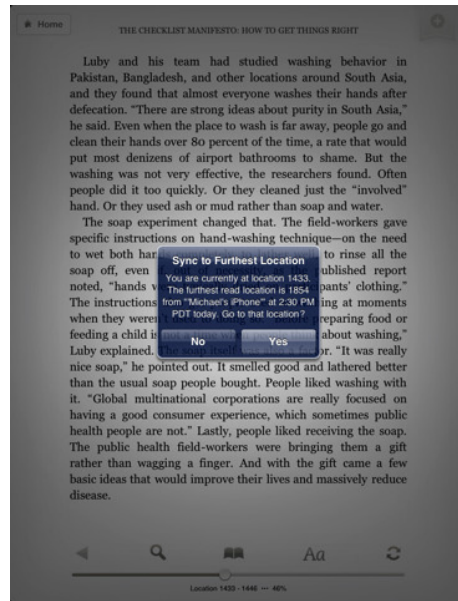 Home
THE CHECKLIST MANIFESTO: HOW TO GET THINGS RIGHT
Luby and his team had studied washing behavior in
Pakistan, Bangladesh, and other locations around South Asia,
and they found that almost everyone washes their hands after
defecation. “There are strong ideas about purity in South Asia,”
he said. Even when the place to wash is far away, people go and
clean their hands over 80 percent of the time, a rate that would
put most denizens of airport bathrooms to shame. But the
washing was not very effective, the researchers found. Often
people did it too quickly. Or they cleaned just the “involved”
hand. Or they used ash or mud rather than soap and water.
The soap experiment changed that. The field-workers gave
specific instructions on hand-washing technique—on the need
to wet both to rinse all the
soap off, even if, out of necessity, as the published report
noted, “hands pants’ clothing.”
The instructions ing at moments
when they weren’t preparing food or
feeding a child is about washing,”
Luby explained. The soap itself “It was really
nice soap,” he pointed out. It smelled good and lathered better
than the usual soap people bought. People liked washing with
it. “Global multinational corporations are really focused on
having a good consumer experience, which sometimes public
health people are not.” Lastly, people liked receiving the soap.
The public health field-workers were bringing them a gift
rather than wagging a finger. And with the gift came a few
basic ideas that would improve their lives and massively reduce
disease.
Sync to Furthest Location
You are currently at location 1433.
The furthest read location is 1854
from "Michael's iPhone" at 2:30 PM
PDT today. Go to that location?
No Yes
Aa
Location 1433 - 1446 ••• 46%